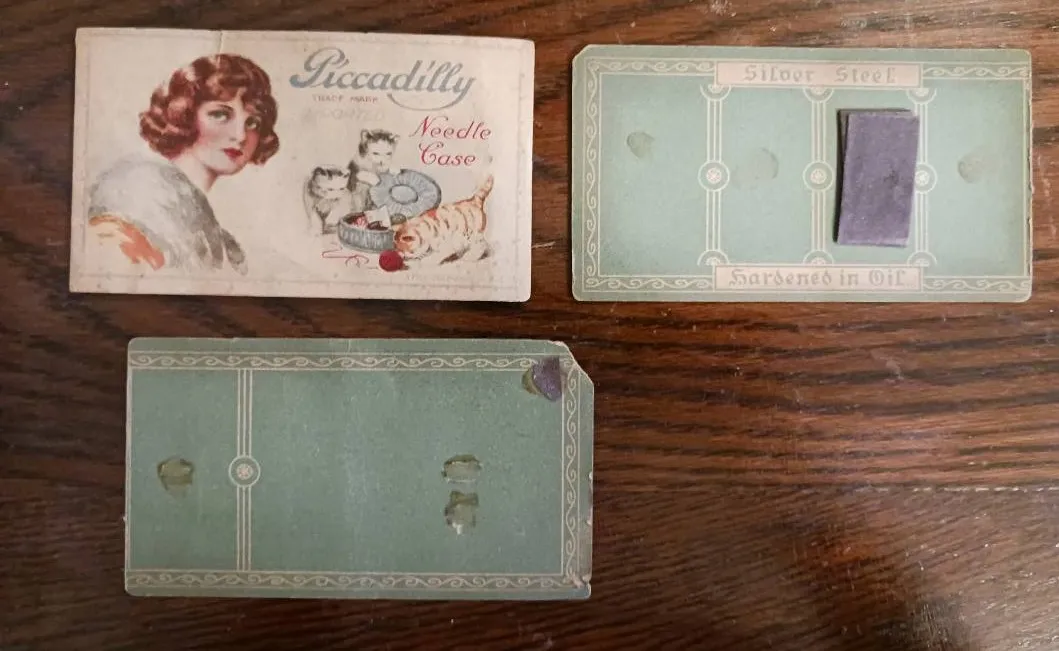 Piccadilly
TRADE MARK
Needle
Case
Silver Steel
Hardened in Oil